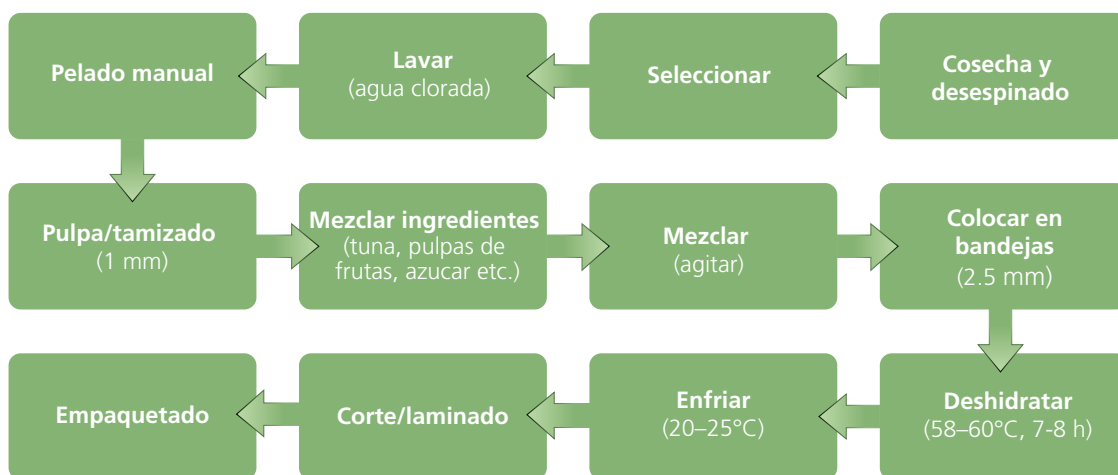 Cosecha y
desespinado
Seleccionar
Lavar
(agua clorada)
Pelado manual
Pulpa/tamizado
(1 mm)
Mezclar ingredientes
(tuna, pulpas de
frutas, azucar etc.)
Mezclar
(agitar)
Colocar en
bandejas
(2.5 mm)
Deshidratar
(58–60°C, 7-8 h)
Enfriar
(20–25°C)
Corte/laminado
Empaquetado